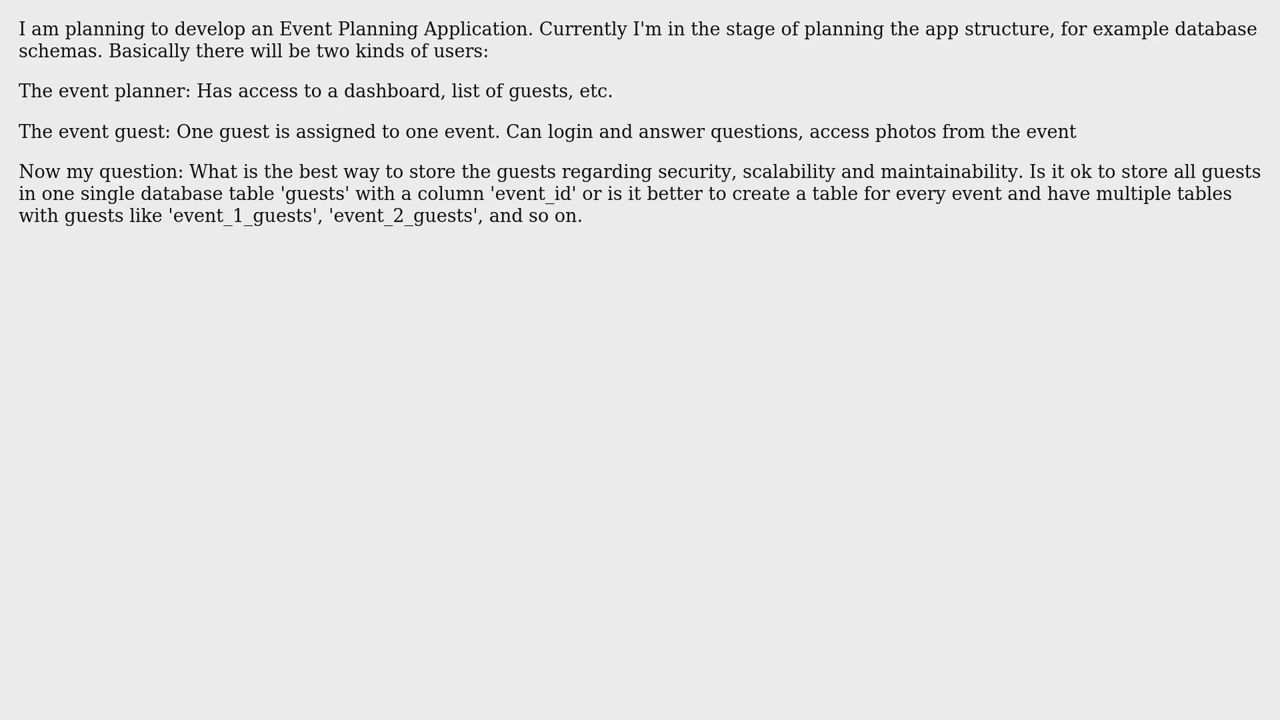 I am planning to develop an Event Planning Application. Currently I'm in the stage of planning the app structure, for example database
schemas. Basically there will be two kinds of users:
The event planner: Has access to a dashboard, list of guests, etc.
The event guest: One guest is assigned to one event. Can login and answer questions, access photos from the event
Now my question: What is the best way to store the guests regarding security, scalability and maintainability. Is it ok to store all guests
in one single database table 'guests' with a column 'event_id' or is it better to create a table for every event and have multiple tables
with guests like 'event_1_guests', 'event_2_guests', and so on.